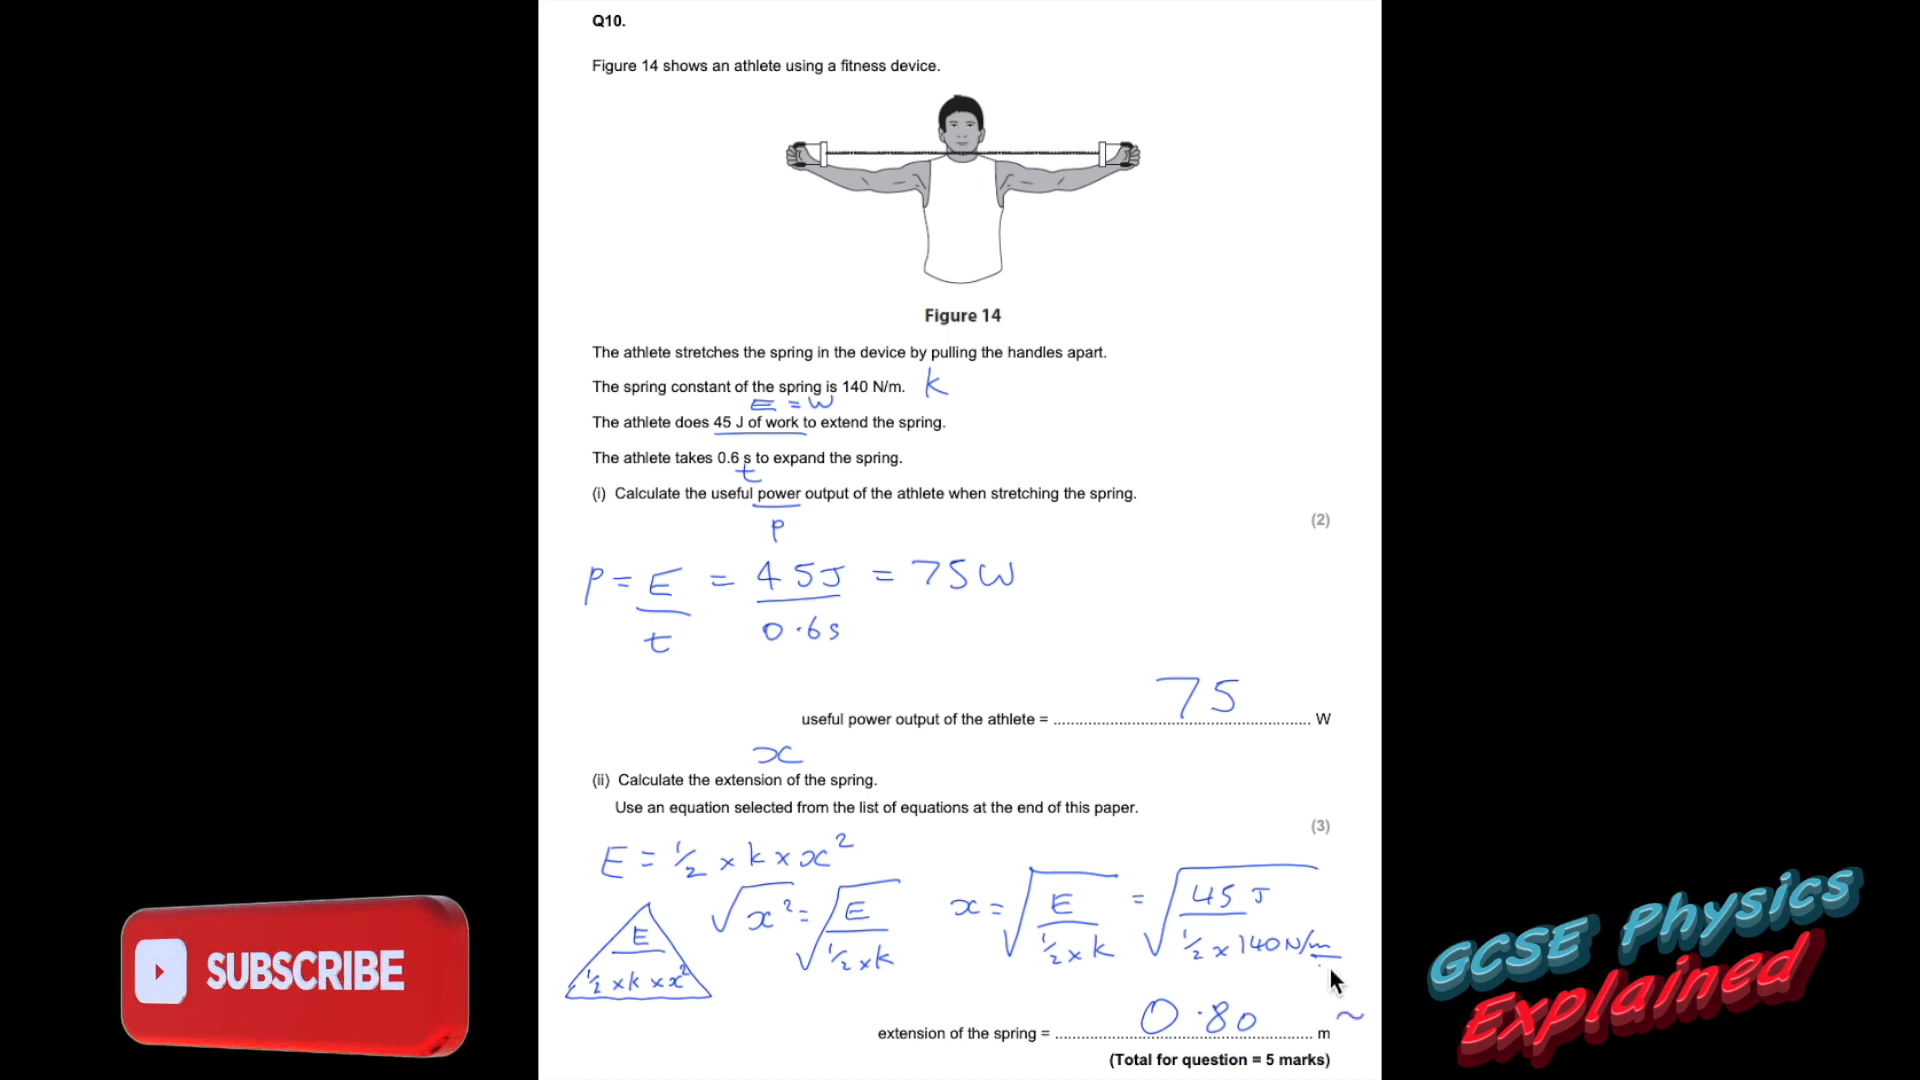 Q10.
Figure 14 shows an athlete using a fitness device.
Figure 14
The athlete stretches the spring in the device by pulling the handles apart.
The spring constant of the spring is 140 N/m. k
E = W
The athlete does 45 J of work to extend the spring.
The athlete takes 0.6 s to expand the spring.
t
(i) Calculate the useful power output of the athlete when stretching the spring.
(2)
P
P = E/t = 45J/0.6s = 75W
75
useful power output of the athlete = .......................................................... W
x
(ii) Calculate the extension of the spring.
Use an equation selected from the list of equations at the end of this paper.
(3)
E = ½ × k × x²
√x² = √(E/(½ × k))
x = √(E/(½ × k)) = √(45 J/(½ × 140 N/m))
E
½ × k × x²
0.80 ~
extension of the spring = .......................................................... m
(Total for question = 5 marks)
SUBSCRIBE
GCSE Physics
Explained